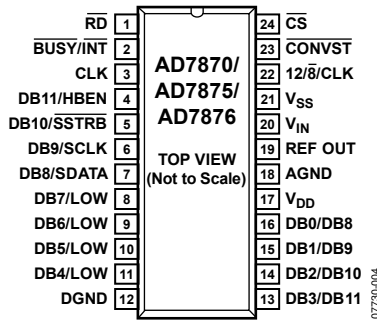 RD 1
BUSY/INT 2
CLK 3
DB11/HBEN 4
DB10/SSTRB 5
DB9/SCLK 6
DB8/SDATA 7
DB7/LOW 8
DB6/LOW 9
DB5/LOW 10
DB4/LOW 11
DGND 12
AD7870/
AD7875/
AD7876
TOP VIEW
(Not to Scale)
24 CS
23 CONVST
22 12/8/CLK
21 VSS
20 VIN
19 REF OUT
18 AGND
17 VDD
16 DB0/DB8
15 DB1/DB9
14 DB2/DB10
13 DB3/DB11
07730-004